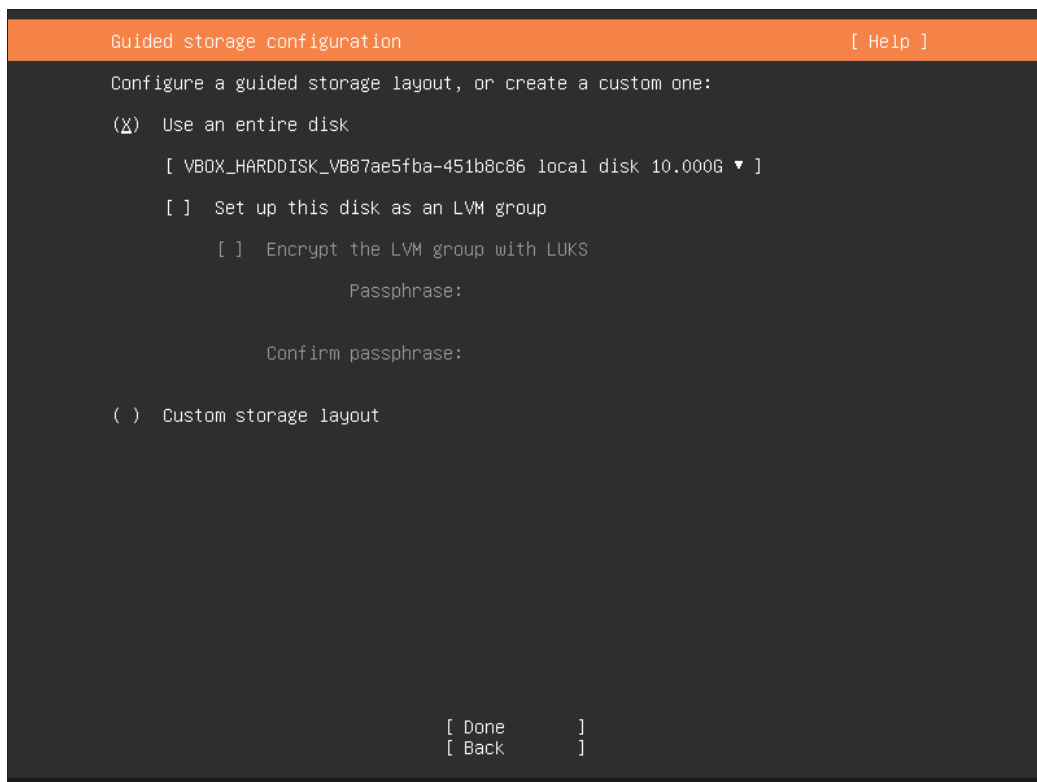 Guided storage configuration [ Help ]
Configure a guided storage layout, or create a custom one:
(X) Use an entire disk
[ VBOX_HARDDISK_VB87ae5fba-451b8c86 local disk 10.000G ▾ ]
[ ] Set up this disk as an LVM group
[ ] Encrypt the LVM group with LUKS
Passphrase:
Confirm passphrase:
( ) Custom storage layout
[ Done ]
[ Back ]